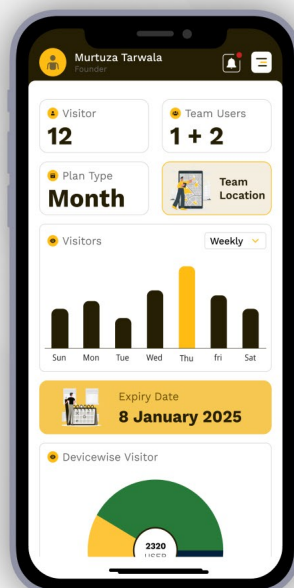 Murtuza Tarwala
Founder
Visitor
12
Team Users
1 + 2
Plan Type
Month
Team
Location
Visitors
Weekly
Sun Mon Tue Wed Thu fri Sat
Expiry Date
8 January 2025
Devicewise Visitor
2320
USER